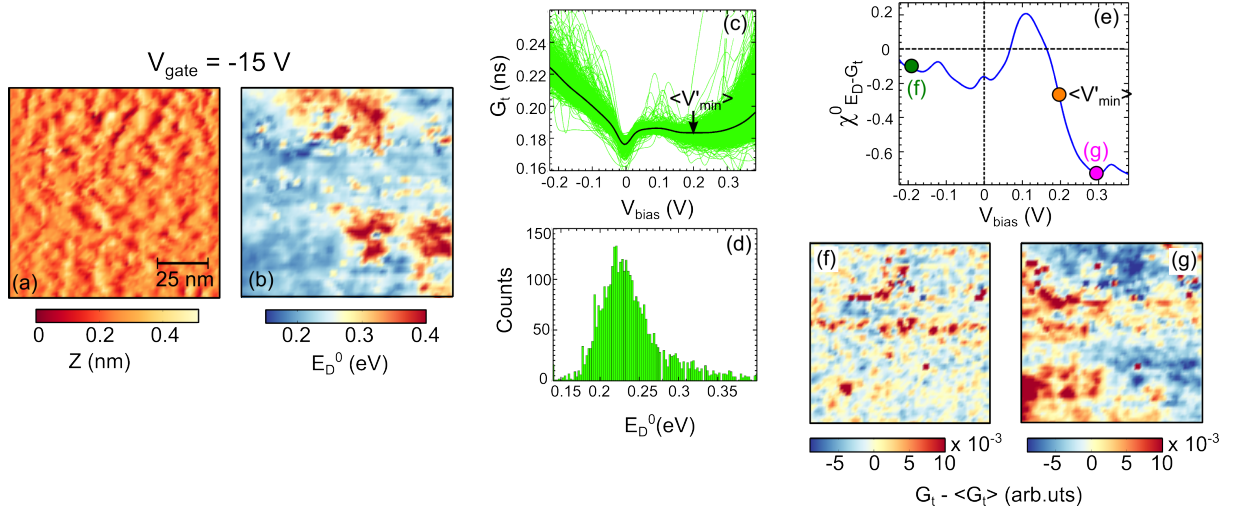 V_gate = -15 V
(a)
25 nm
0 0.2 0.4
Z (nm)
(b)
0.2 0.3 0.4
E_D^0 (eV)
(c)
G_t (ns)
0.26
0.24
0.22
0.20
0.18
0.16
<V'_min>
-0.2 -0.1 0 0.1 0.2 0.3
V_bias (V)
(d)
Counts
150
100
50
0
0.15 0.20 0.25 0.30 0.35
E_D^0(eV)
(e)
χ^0_E_D-G_t
0.2
0
-0.2
-0.4
-0.6
(f)
<V'_min>
(g)
-0.2 -0.1 0 0.1 0.2 0.3
V_bias (V)
(f)
-5 0 5 10
x 10^-3
(g)
-5 0 5 10
x 10^-3
G_t - <G_t> (arb.uts)